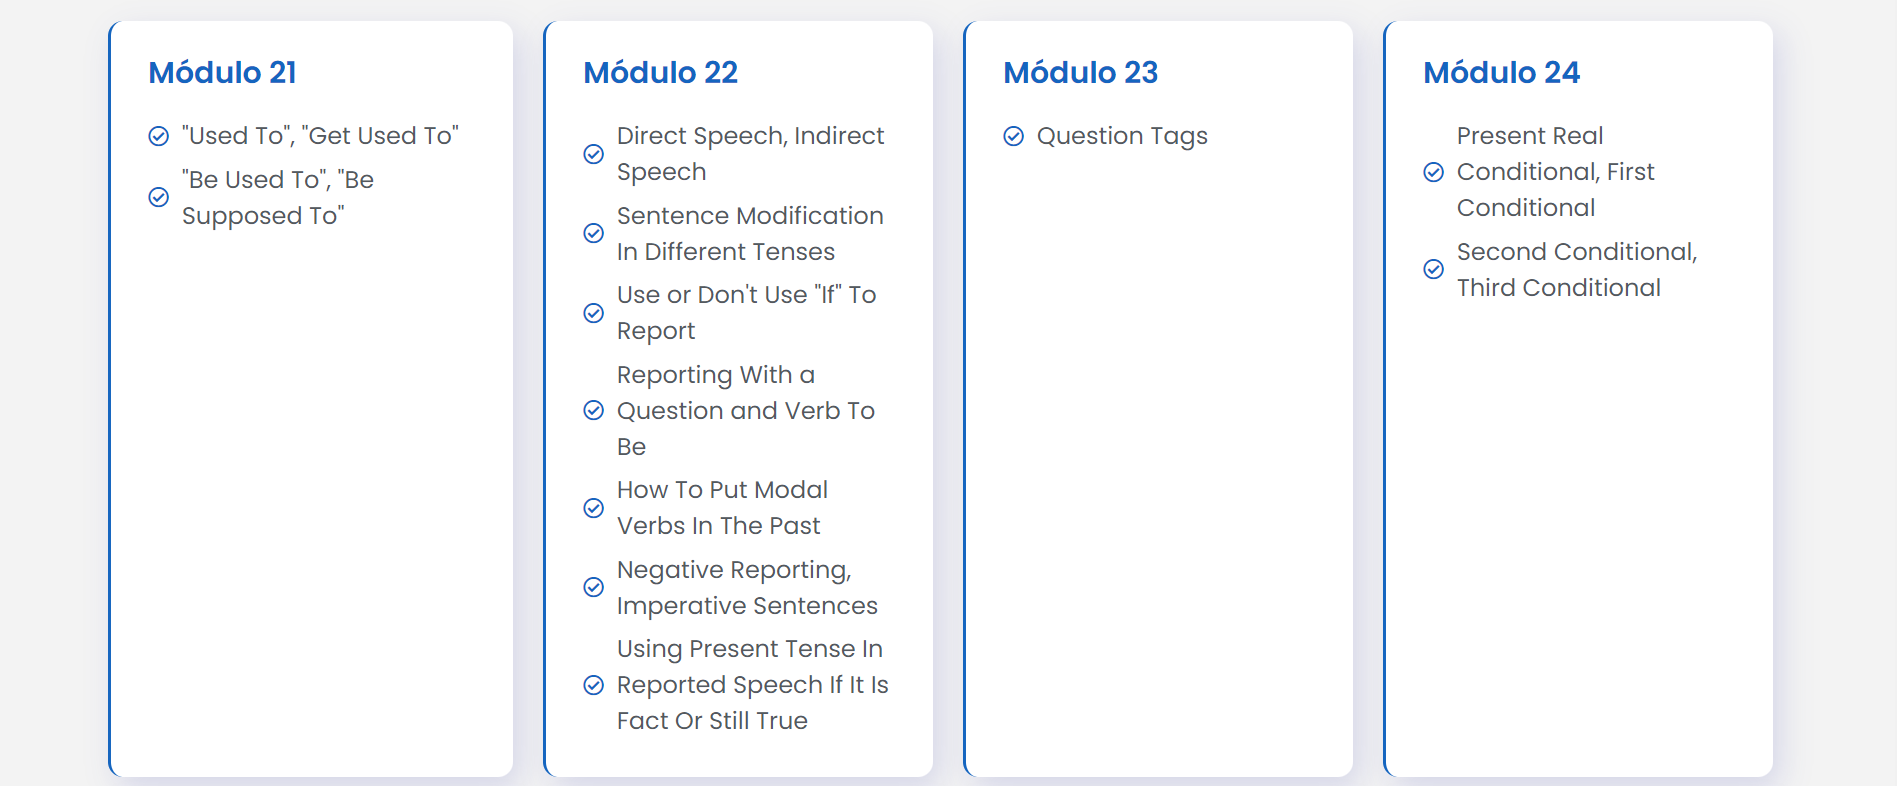 Módulo 21
"Used To", "Get Used To"
"Be Used To", "Be
Supposed To"
Módulo 22
Direct Speech, Indirect
Speech
Sentence Modification
In Different Tenses
Use or Don't Use "If" To
Report
Reporting With a
Question and Verb To
Be
How To Put Modal
Verbs In The Past
Negative Reporting,
Imperative Sentences
Using Present Tense In
Reported Speech If It Is
Fact Or Still True
Módulo 23
Question Tags
Módulo 24
Present Real
Conditional, First
Conditional
Second Conditional,
Third Conditional